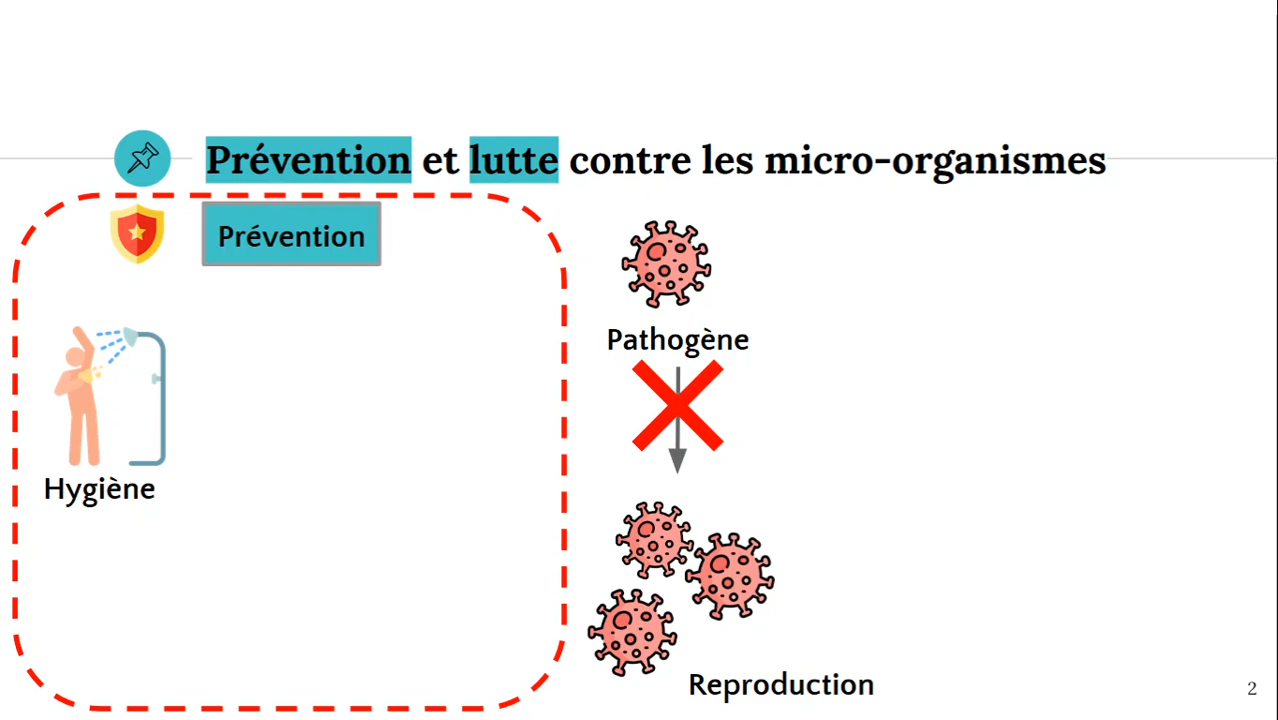 Prévention et lutte contre les micro-organismes
Prévention
Pathogène
Hygiène
Reproduction
2